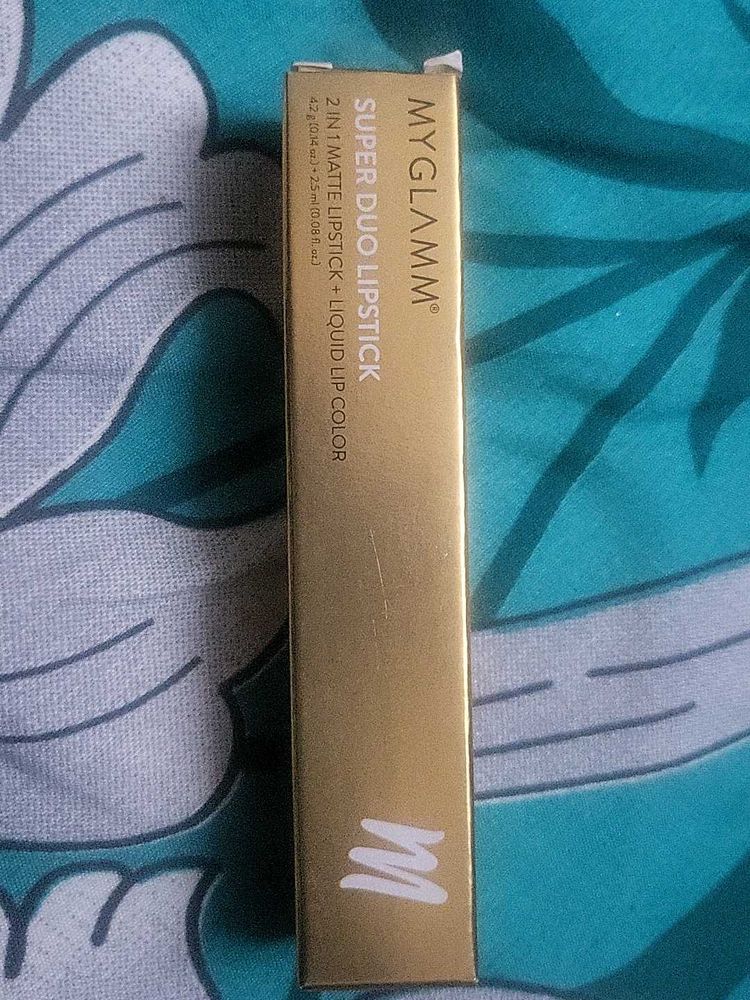 MYGLAMM®
SUPER DUO LIPSTICK
2 IN 1 MATTE LIPSTICK + LIQUID LIP COLOR
4.2 g (0.14 oz.) + 2.5 ml (0.08 fl. oz.)
M